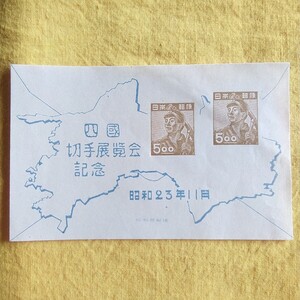 四國
切手展覧会
記念
日本郵便
5.00
日本郵便
5.00
昭和23年11月